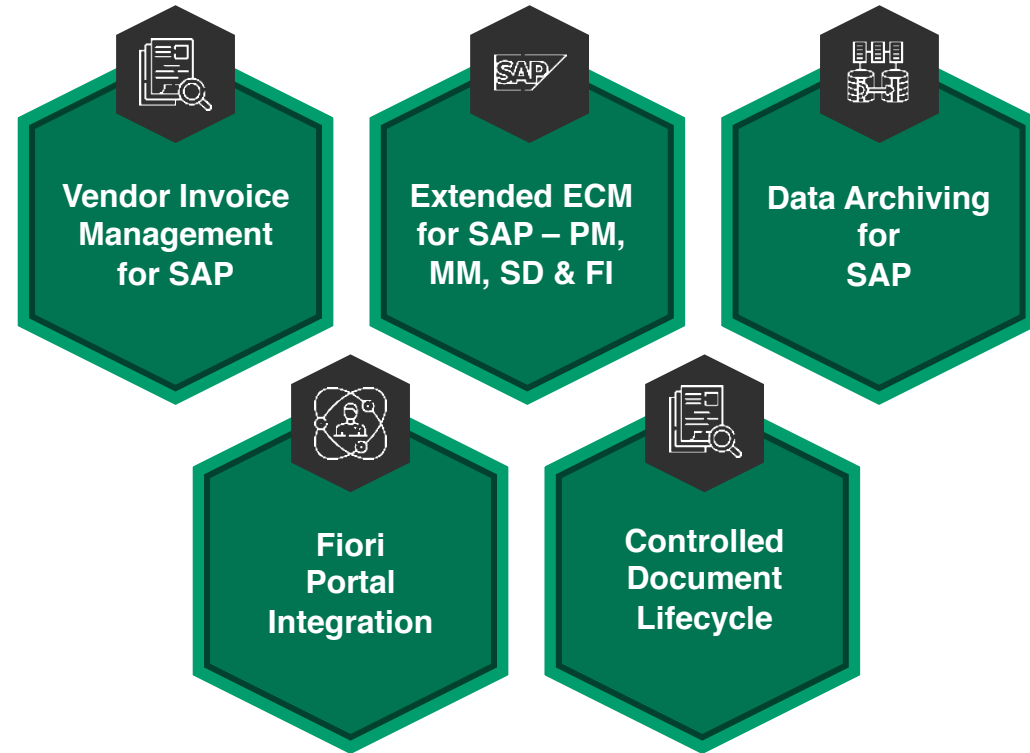 Vendor Invoice
Management
for SAP
SAP
Extended ECM
for SAP – PM,
MM, SD & FI
Data Archiving
for
SAP
Fiori
Portal
Integration
Controlled
Document
Lifecycle